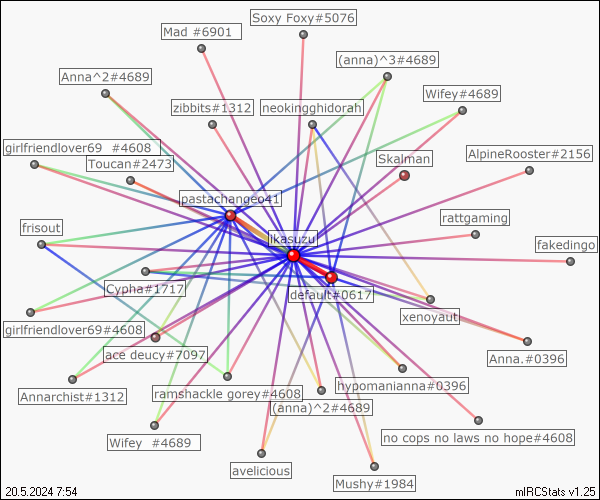 Soxy Foxy#5076
Mad #6901
(anna)^3#4689
Anna^2#4689
Wifey#4689
zibbits#1312
neokingghidorah
girlfriendlover69  #4608
Toucan#2473
Skalman
AlpineRooster#2156
pastachangeo41
rattgaming
frisout
ikasuzu
fakedingo
Cypha#1717
default#0617
xenoyaut
girlfriendlover69#4608
ace deucy#7097
Anna.#0396
Annarchist#1312
ramshackle gorey#4608
hypomanianna#0396
(anna)^2#4689
Wifey  #4689
no cops no laws no hope#4608
avelicious
Mushy#1984
20.5.2024 7:54
mIRCStats v1.25